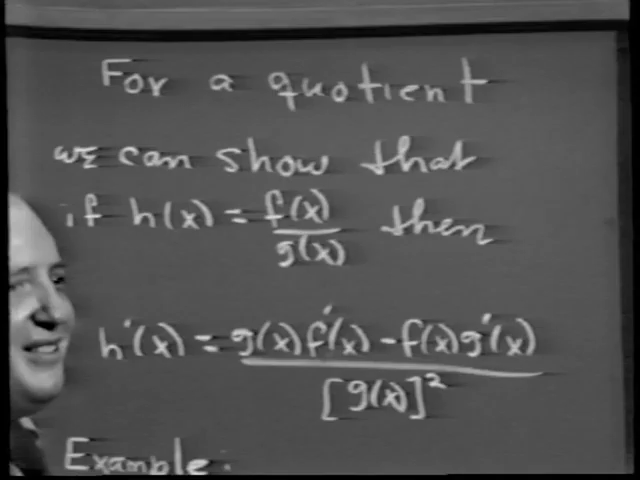 For a quotient
we can show that
if h(x) = f(x)/g(x) then
h'(x) = g(x)f'(x) - f(x)g'(x)/[g(x)]²
Example.